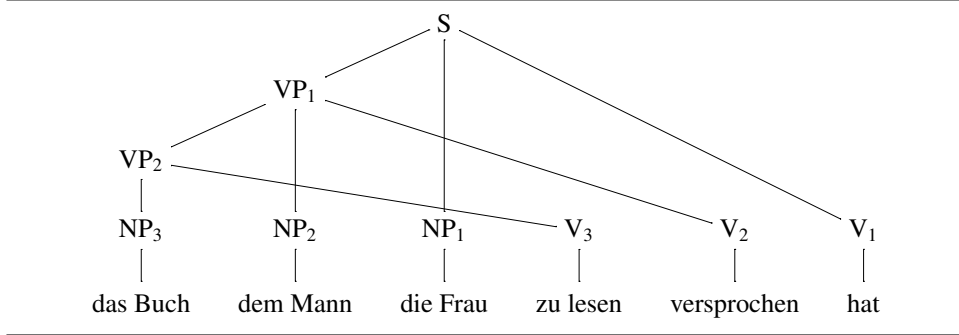 S
VP₁
VP₂
NP₃ NP₂ NP₁ V₃ V₂ V₁
das Buch dem Mann die Frau zu lesen versprochen hat